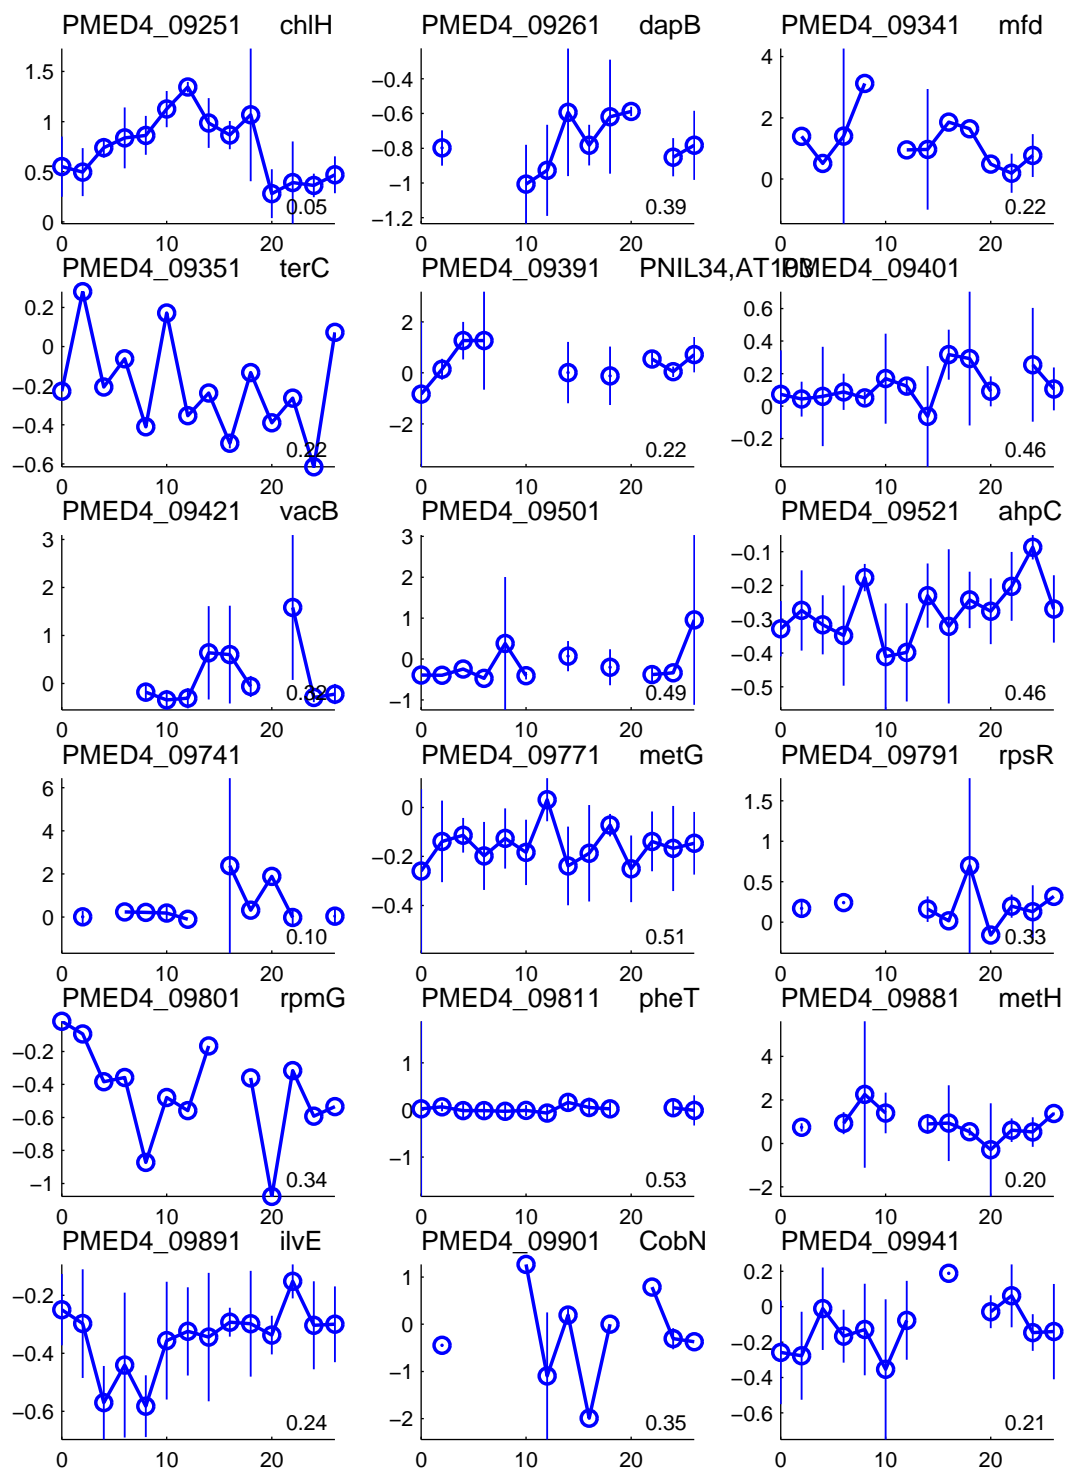 PMED4_09251 chlH
PMED4_09261 dapB
PMED4_09341 mfd
1.5
1
0.5
0
0.05
0 10 20
−0.4
−0.6
−0.8
−1
−1.2
0.39
0 10 20
4
2
0
0.22
0 10 20
PMED4_09351 terC
PMED4_09391 PNIL34,AT103
PMED4_09401
0.2
0
−0.2
−0.4
−0.6
0.22
0 10 20
2
0
−2
0.22
0 10 20
0.6
0.4
0.2
0
−0.2
0.46
0 10 20
PMED4_09421 vacB
PMED4_09501
PMED4_09521 ahpC
3
2
1
0
0.32
0 10 20
3
2
1
0
−1
0.49
0 10 20
−0.1
−0.2
−0.3
−0.4
−0.5
0.46
0 10 20
PMED4_09741
PMED4_09771 metG
PMED4_09791 rpsR
6
4
2
0
0.10
0 10 20
0
−0.2
−0.4
0.51
0 10 20
1.5
1
0.5
0
0.33
0 10 20
PMED4_09801 rpmG
PMED4_09811 pheT
PMED4_09881 metH
−0.2
−0.4
−0.6
−0.8
−1
0.34
0 10 20
1
0
−1
0.53
0 10 20
4
2
0
−2
0.20
0 10 20
PMED4_09891 ilvE
PMED4_09901 CobN
PMED4_09941
−0.2
−0.4
−0.6
0.24
0 10 20
1
0
−1
−2
0.35
0 10 20
0.2
0
−0.2
−0.4
−0.6
0.21
0 10 20